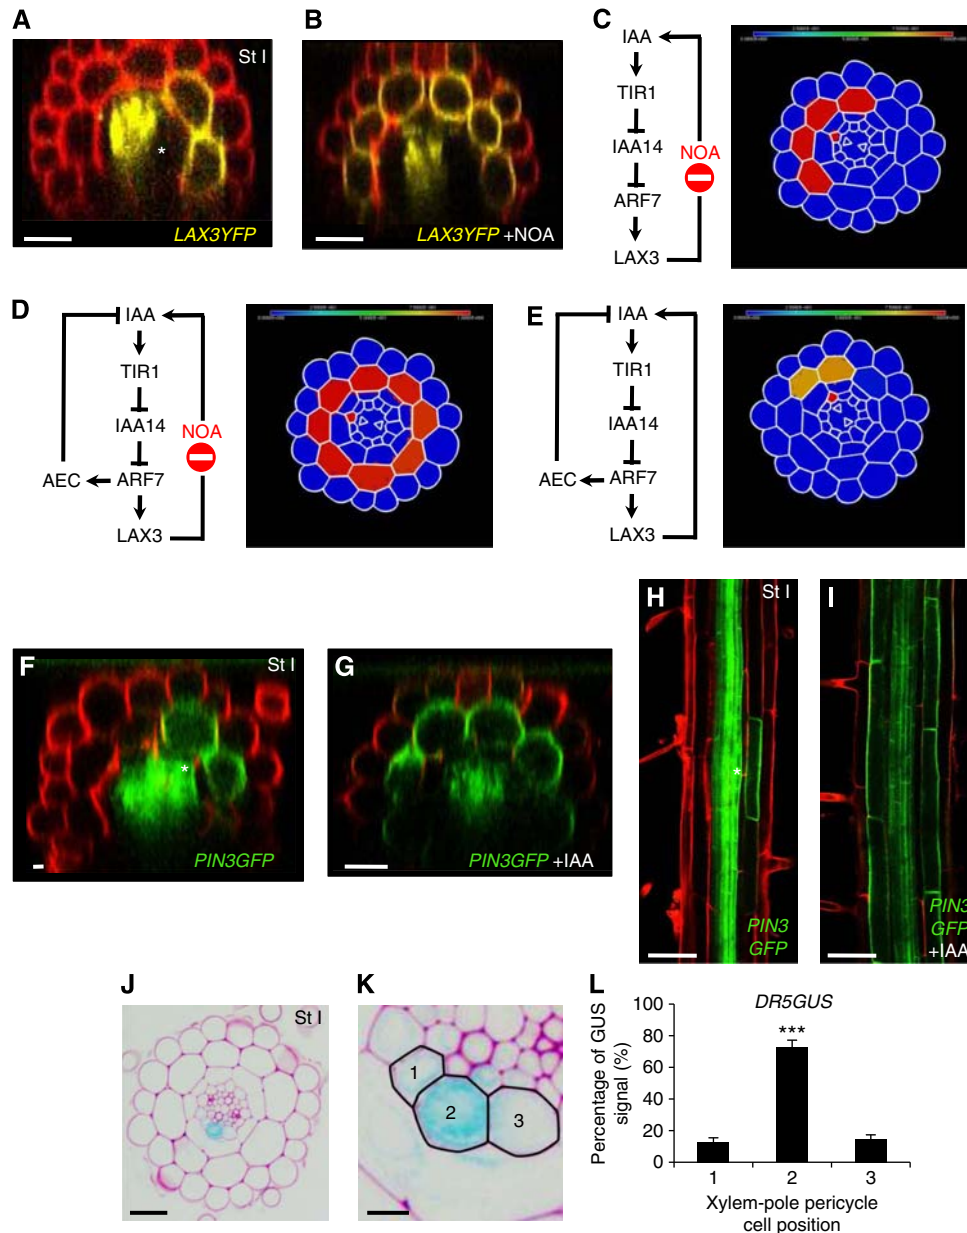 A
St I
*
LAX3YFP
B
LAX3YFP +NOA
C
IAA
TIR1
IAA14
ARF7
LAX3
NOA
D
IAA
TIR1
IAA14
AEC
ARF7
LAX3
NOA
E
IAA
TIR1
IAA14
AEC
ARF7
LAX3
F
St I
*
PIN3GFP
G
PIN3GFP +IAA
H
St I
*
PIN3
GFP
I
PIN3
GFP
+IAA
J
St I
K
1
2
3
L
DR5GUS
***
Percentage of GUS
signal (%)
100
80
60
40
20
0
1 2 3
Xylem-pole pericycle
cell position